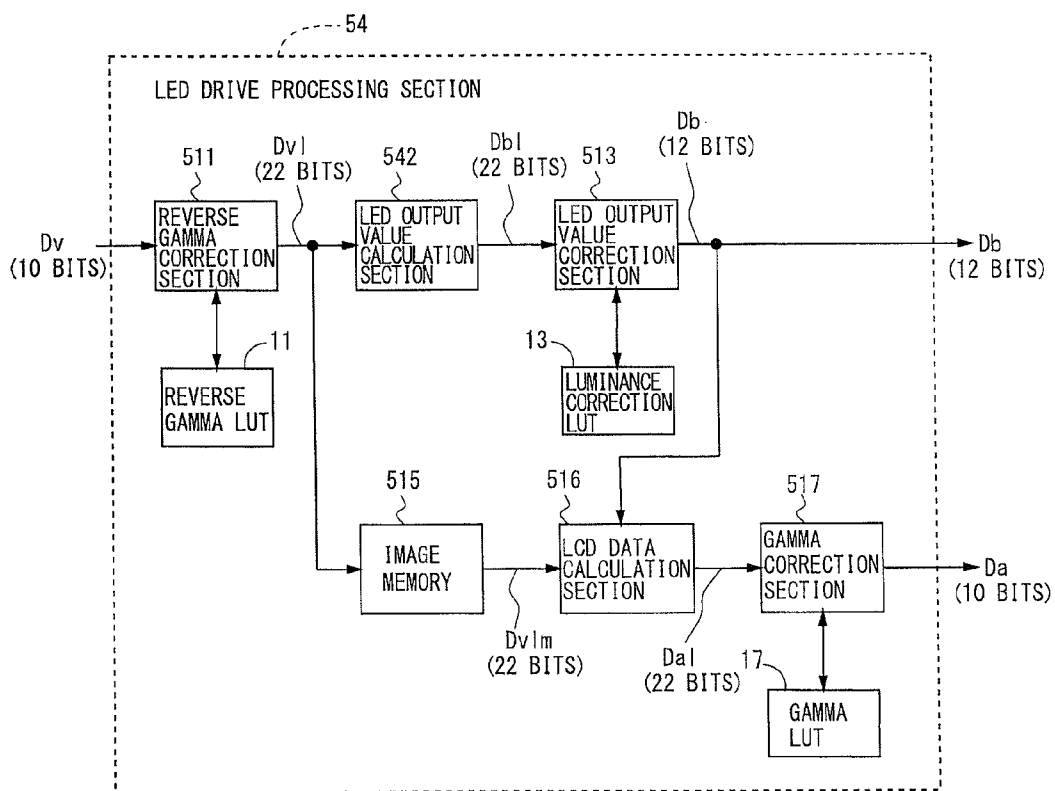 54
LED DRIVE PROCESSING SECTION
511
Dvl
(22 BITS)
542
Dbl
(22 BITS)
513
Db
(12 BITS)
Dv
(10 BITS)
REVERSE
GAMMA
CORRECTION
SECTION
LED OUTPUT
VALUE
CALCULATION
SECTION
LED OUTPUT
VALUE
CORRECTION
SECTION
Db
(12 BITS)
11
REVERSE
GAMMA LUT
13
LUMINANCE
CORRECTION
LUT
515
IMAGE
MEMORY
516
LCD DATA
CALCULATION
SECTION
517
GAMMA
CORRECTION
SECTION
Da
(10 BITS)
Dvlm
(22 BITS)
Dal
(22 BITS)
17
GAMMA
LUT